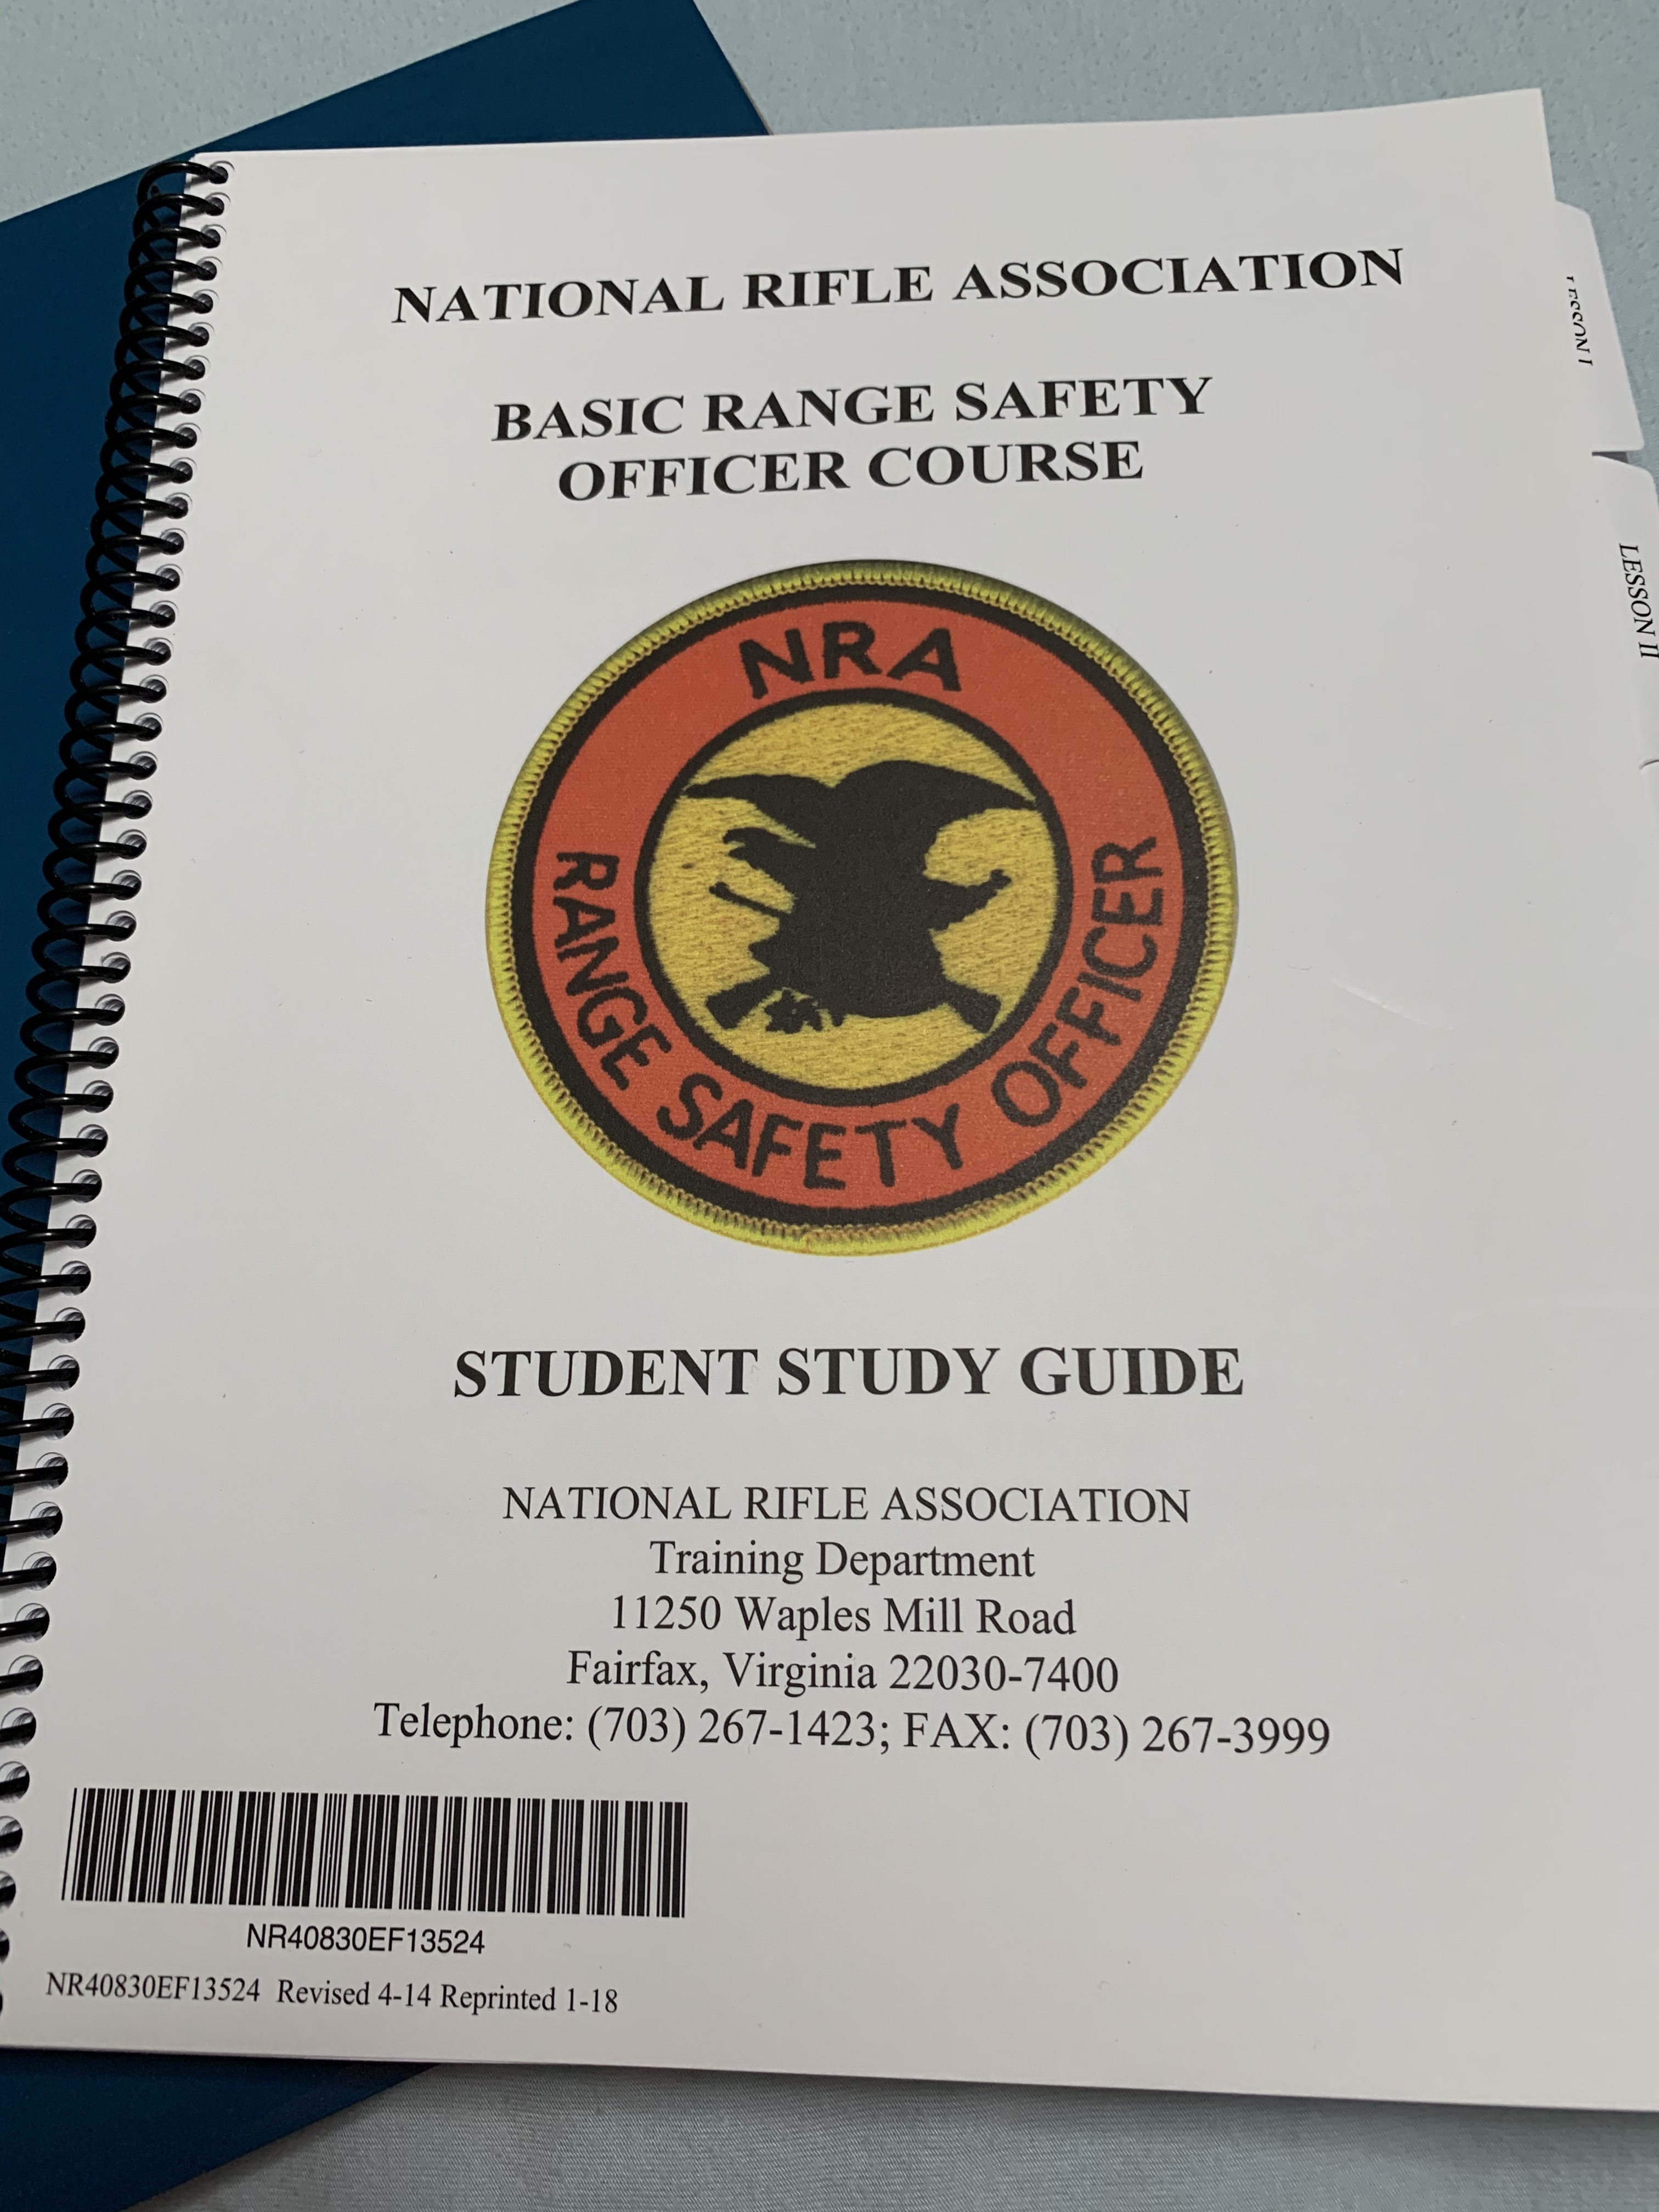 NATIONAL RIFLE ASSOCIATION
BASIC RANGE SAFETY
OFFICER COURSE
NRA
RANGE SAFETY OFFICER
STUDENT STUDY GUIDE
NATIONAL RIFLE ASSOCIATION
Training Department
11250 Waples Mill Road
Fairfax, Virginia 22030-7400
Telephone: (703) 267-1423; FAX: (703) 267-3999
NR40830EF13524
NR40830EF13524 Revised 4-14 Reprinted 1-18
LESSON I
LESSON II